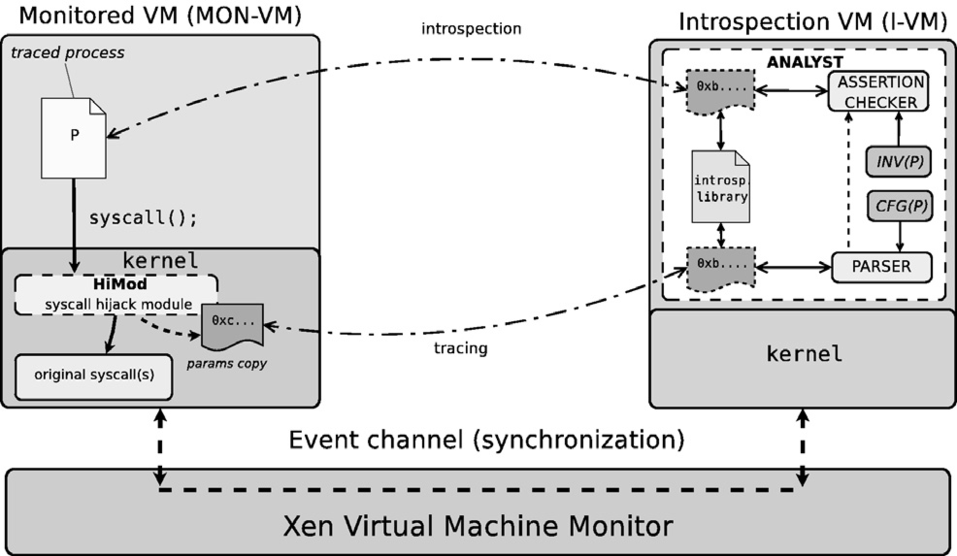 Monitored VM (MON-VM)
traced process
P
syscall();
kernel
HiMod
syscall hijack module
0xc...
params copy
original syscall(s)
introspection
tracing
Introspection VM (I-VM)
ANALYST
0xb....
ASSERTION
CHECKER
introsp.
library
INV(P)
CFG(P)
0xb....
PARSER
kernel
Event channel (synchronization)
Xen Virtual Machine Monitor